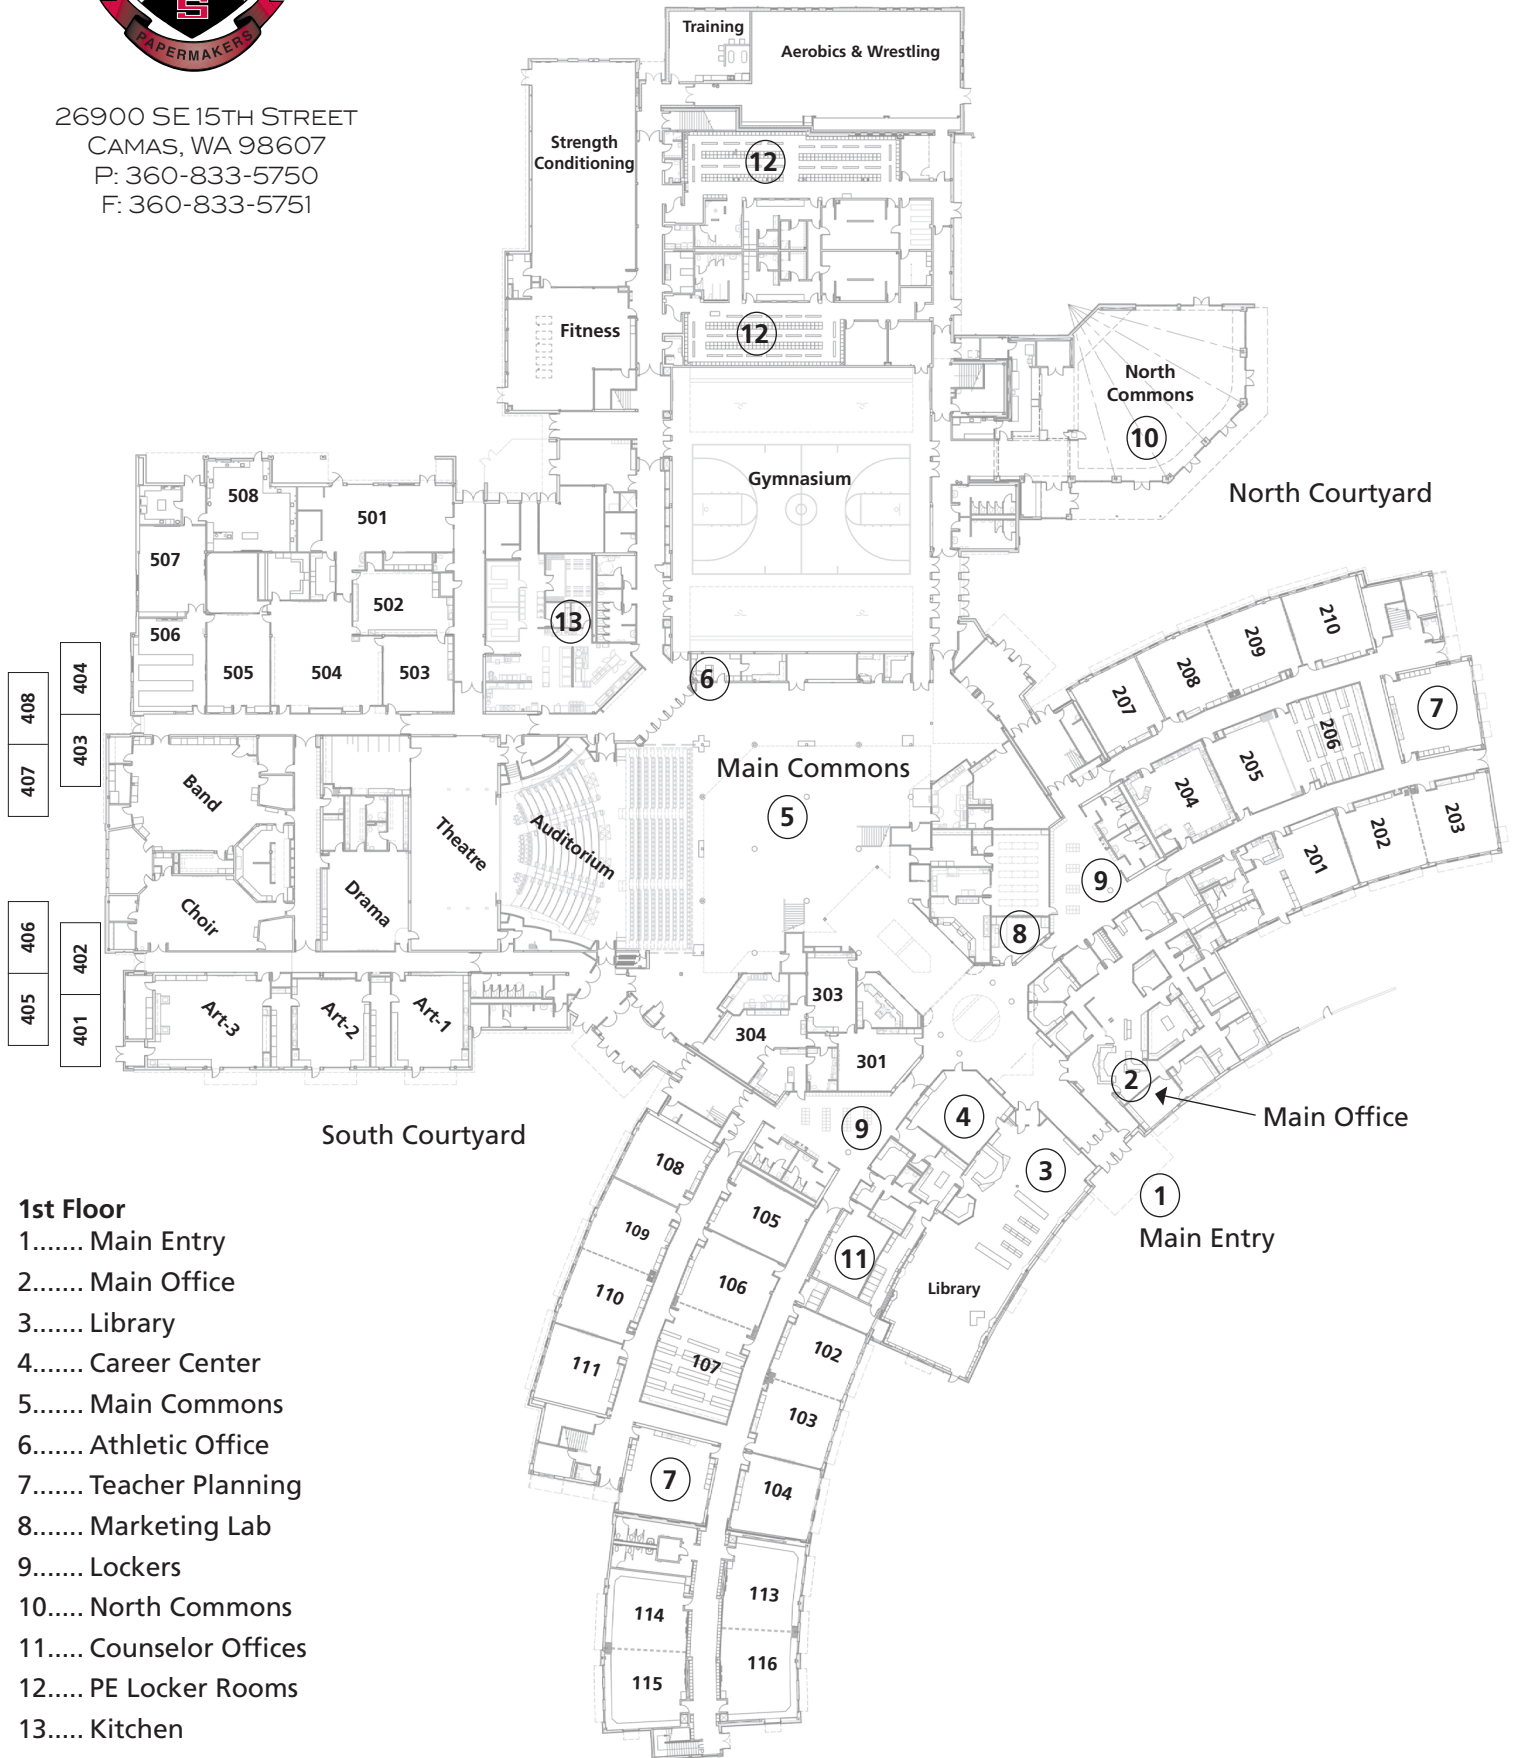 S
PAPERMAKERS
26900 SE 15TH STREET
CAMAS, WA 98607
P: 360-833-5750
F: 360-833-5751
Training
Aerobics & Wrestling
Strength
Conditioning
12
Fitness
12
North
Commons
10
Gymnasium
North Courtyard
508
501
507
502
13
506
505
504
503
6
210
209
208
207
7
206
205
204
203
202
201
404
408
403
407
Band
Theatre
Auditorium
Main Commons
5
9
8
Drama
Choir
406
402
405
401
Art-3
Art-2
Art-1
303
304
301
2
Main Office
4
9
3
1
Main Entry
South Courtyard
108
105
109
106
11
110
Library
111
107
102
103
7
104
113
114
116
115
1st Floor
1....... Main Entry
2....... Main Office
3....... Library
4....... Career Center
5....... Main Commons
6....... Athletic Office
7....... Teacher Planning
8....... Marketing Lab
9....... Lockers
10..... North Commons
11..... Counselor Offices
12..... PE Locker Rooms
13..... Kitchen